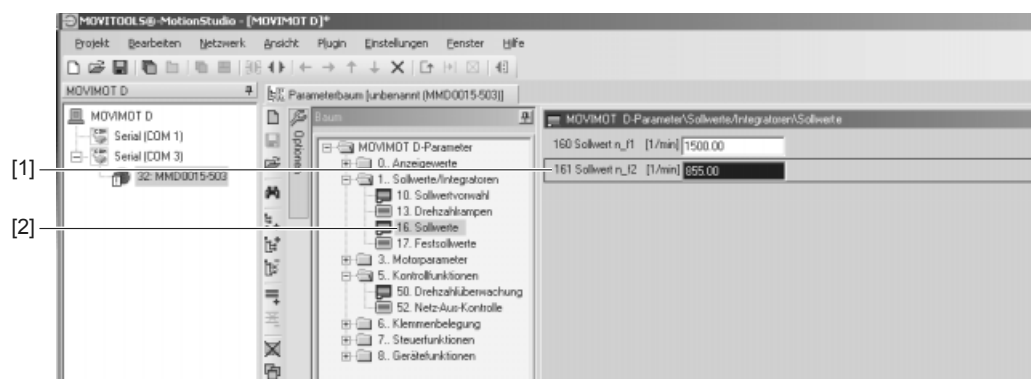 MOVITOOLS®-MotionStudio - [MOVIMOT D]*
Projekt Bearbeiten Netzwerk Ansicht Plugin Einstellungen Fenster Hilfe
MOVIMOT D
Parameterbaum [unbenannt (MMD0015-503)]
MOVIMOT D
Serial (COM 1)
Serial (COM 3)
32: MMD0015-503
Optionen
Baum
MOVIMOT D-Parameter
0.. Anzeigewerte
1.. Sollwerte/Integratoren
10. Sollwertvorwahl
13. Drehzahlrampen
16. Sollwerte
17. Festsollwerte
3.. Motorparameter
5.. Kontrollfunktionen
50. Drehzahlüberwachung
52. Netz-Aus-Kontrolle
6.. Klemmenbelegung
7.. Steuerfunktionen
8.. Gerätefunktionen
MOVIMOT D-Parameter\Sollwerte/Integratoren\Sollwerte
160 Sollwert n_f1 [1/min] 1500.00
161 Sollwert n_f2 [1/min] 855.00
[1]
[2]